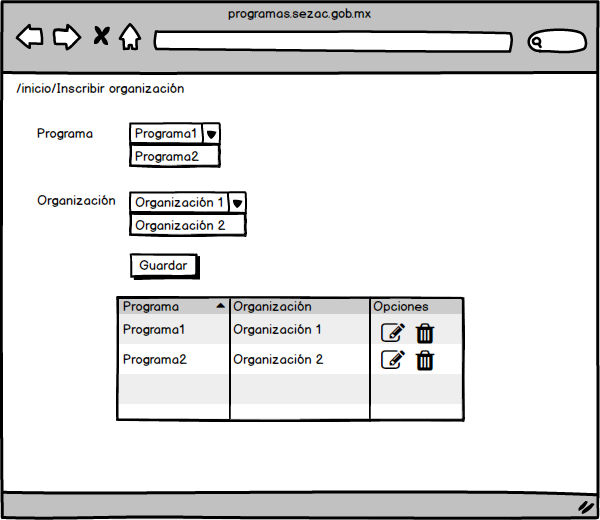 programas.sezac.gob.mx
/inicio/Inscribir organización
Programa Programa1
Programa2
Organización Organización 1
Organización 2
Guardar
Programa Organización Opciones
Programa1 Organización 1
Programa2 Organización 2